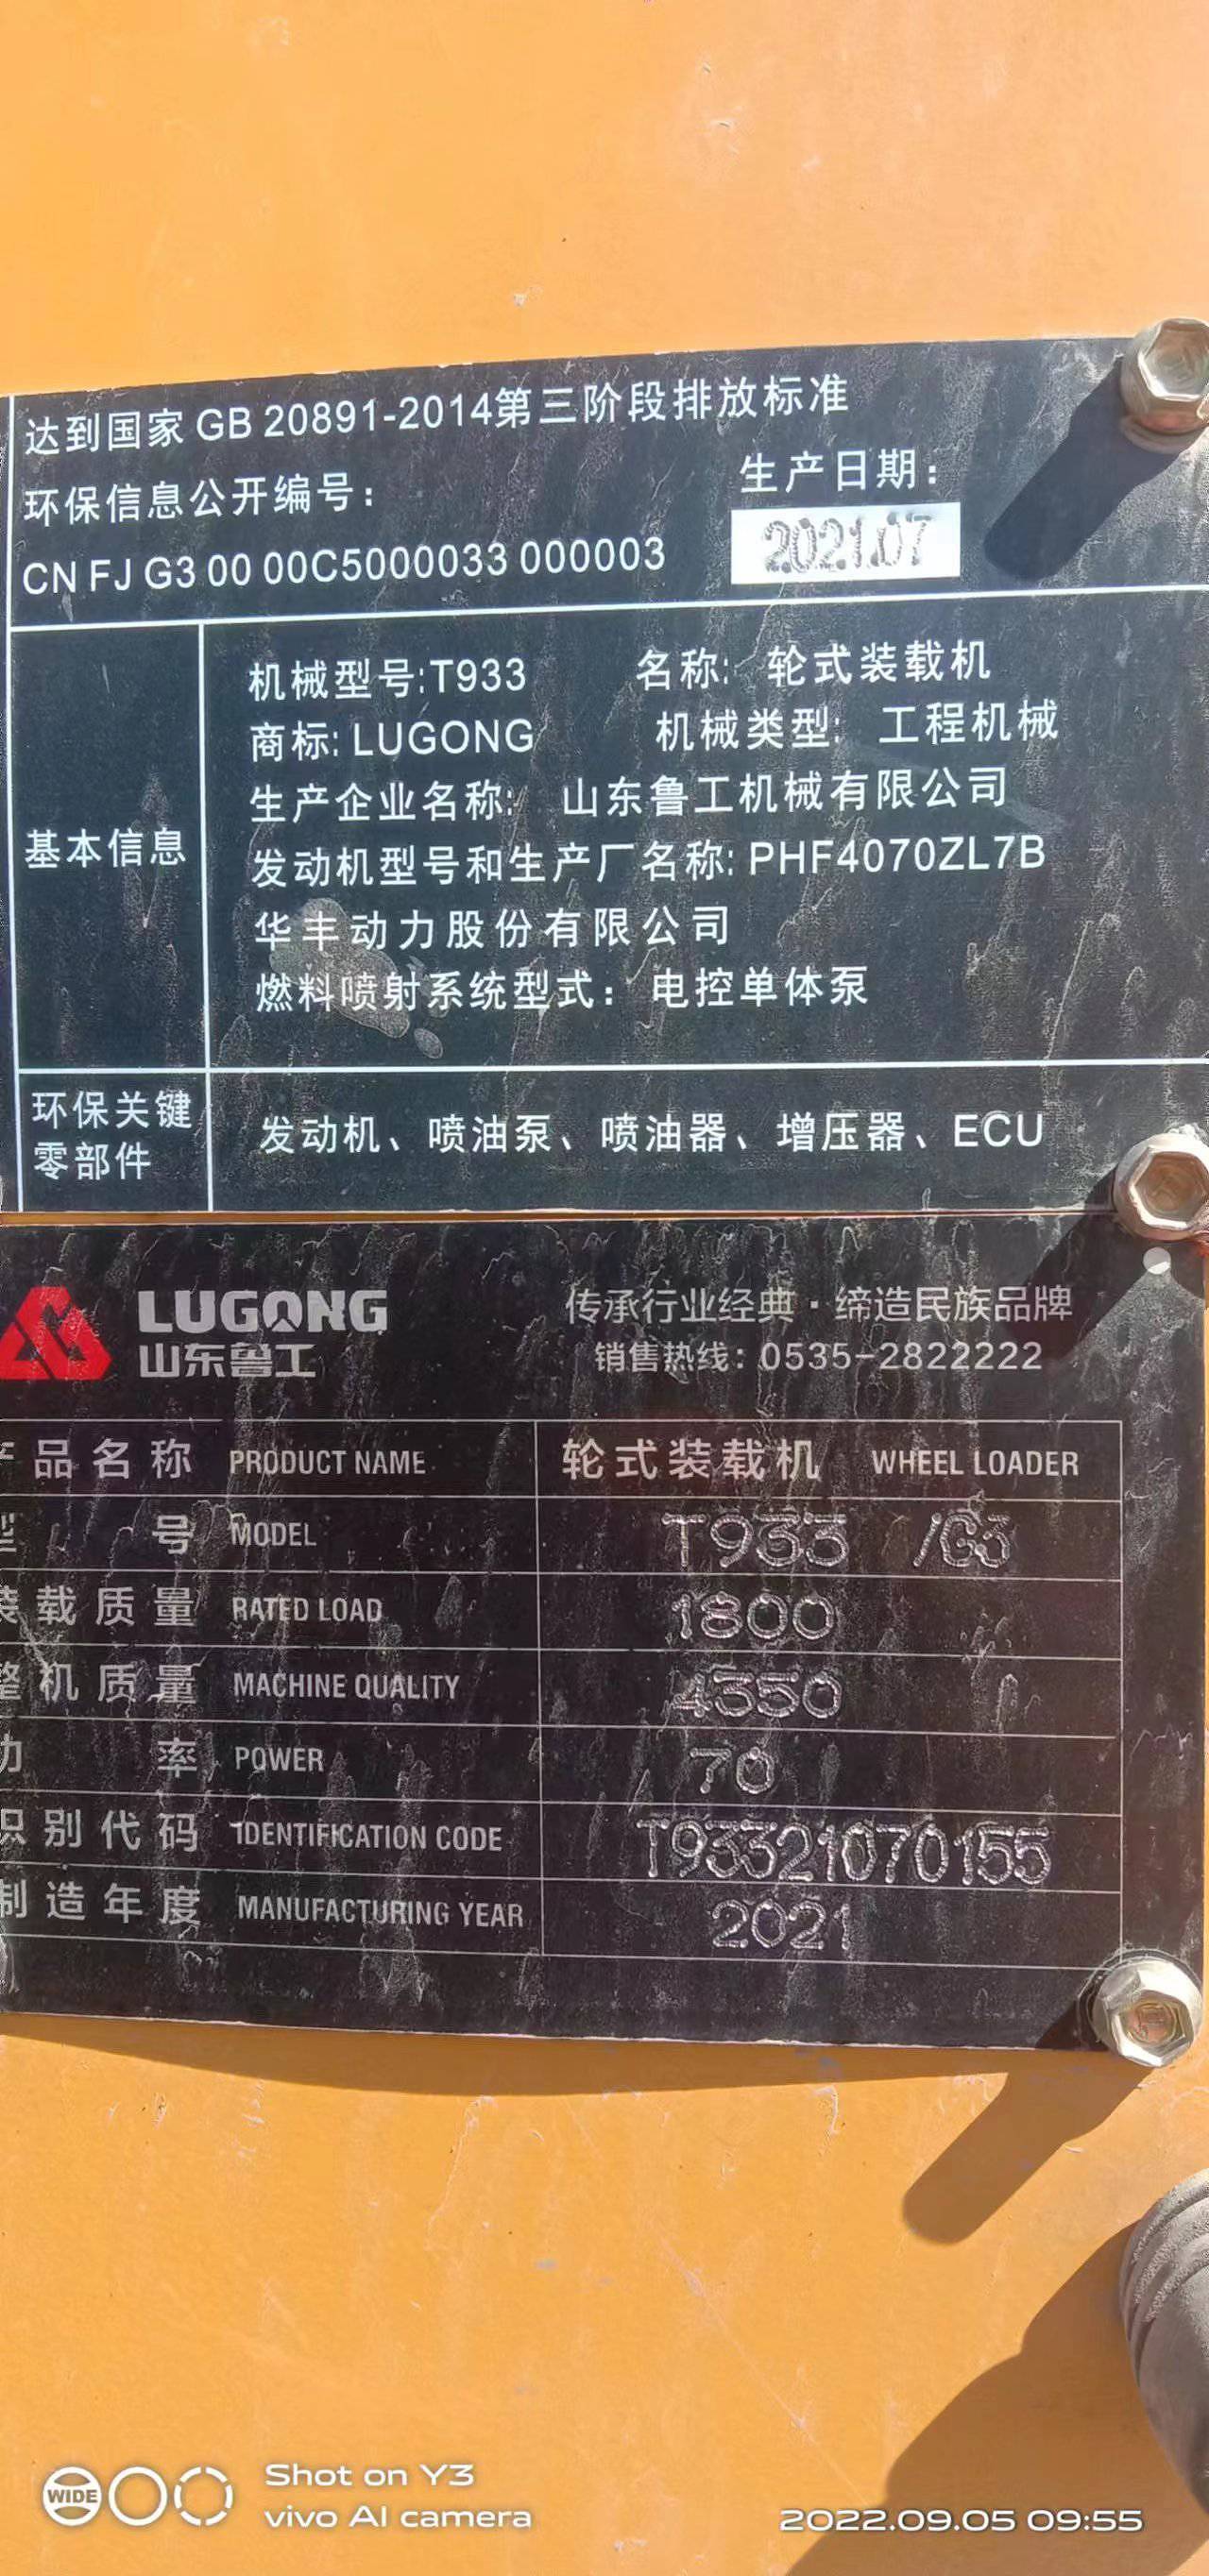 达到国家 GB 20891-2014第三阶段排放标准
环保信息公开编号：
生产日期：
CN FJ G3 00 00C5000033 000003
2021.07
基本信息
机械型号:T933 名称: 轮式装载机
商标: LUGONG 机械类型: 工程机械
生产企业名称: 山东鲁工机械有限公司
发动机型号和生产厂名称: PHF4070ZL7B
华丰动力股份有限公司
燃料喷射系统型式： 电控单体泵
环保关键
零部件
发动机、喷油泵、喷油器、增压器、ECU
LUGONG
山东鲁工
传承行业经典·缔造民族品牌
销售热线：0535-2822222
品名称 PRODUCT NAME 轮式装载机 WHEEL LOADER
型 号 MODEL T933 /G3
装载质量 RATED LOAD 1800
整机质量 MACHINE QUALITY 4350
功 率 POWER 70
识别代码 IDENTIFICATION CODE T93321070155
制造年度 MANUFACTURING YEAR 2021
WIDE
Shot on Y3
vivo AI camera
2022.09.05 09:55